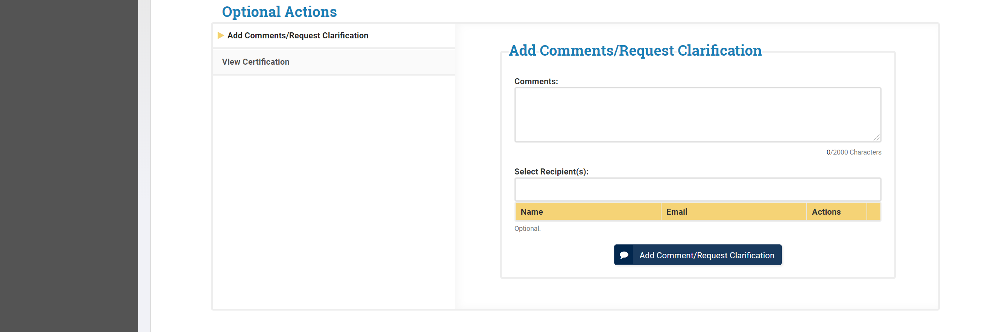 Optional Actions
Add Comments/Request Clarification
View Certification
Add Comments/Request Clarification
Comments:
0/2000 Characters
Select Recipient(s):
Name Email Actions
Optional.
Add Comment/Request Clarification